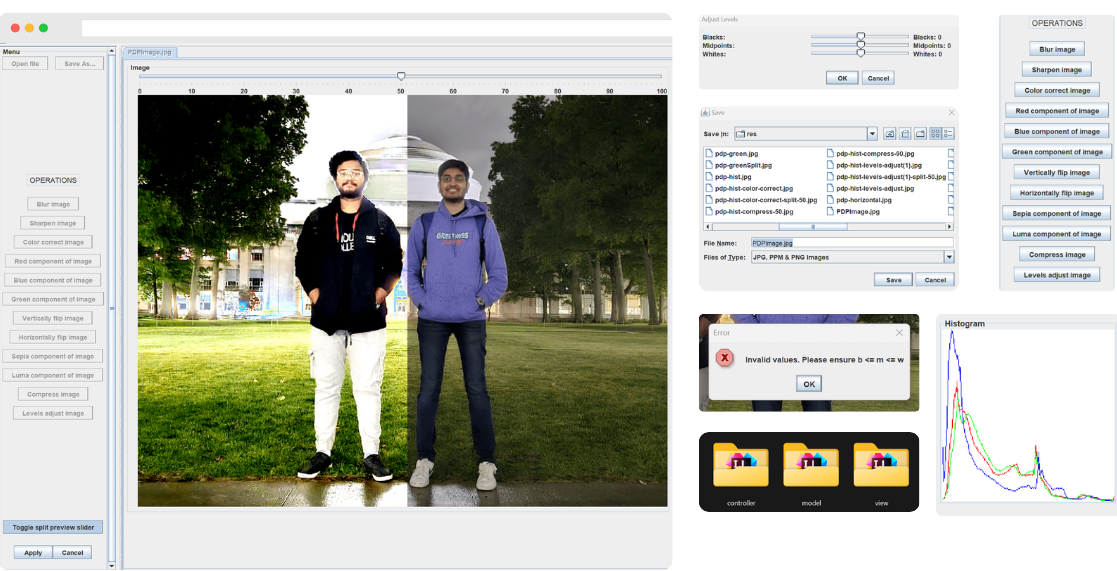 Menu
Open file
Save As...
OPERATIONS
Blur image
Sharpen image
Color correct image
Red component of image
Blue component of image
Green component of image
Vertically flip image
Horizontally flip image
Sepia component of image
Luma component of image
Compress image
Levels adjust image
Toggle split preview slider
Apply
Cancel
PDPImage.jpg
Image
0 10 20 30 40 50 60 70 80 90 100
GREETINGS
Adjust Levels
Blacks: Blacks: 0
Midpoints: Midpoints: 0
Whites: Whites: 0
OK
Cancel
Save
Save in: res
pdp-green.jpg
pdp-greenSplit.jpg
pdp-hist.jpg
pdp-hist-color-correct.jpg
pdp-hist-color-correct-split-50.jpg
pdp-hist-compress-50.jpg
pdp-hist-compress-90.jpg
pdp-hist-levels-adjust(1).jpg
pdp-hist-levels-adjust(1)-split-50.jpg
pdp-hist-levels-adjust.jpg
pdp-horizontal.jpg
PDPImage.jpg
File Name: PDPImage.jpg
Files of Type: JPG, PPM & PNG Images
Save
Cancel
Error
Invalid values. Please ensure b <= m <= w
OK
controller
model
view
OPERATIONS
Blur image
Sharpen image
Color correct image
Red component of image
Blue component of image
Green component of image
Vertically flip image
Horizontally flip image
Sepia component of image
Luma component of image
Compress image
Levels adjust image
Histogram